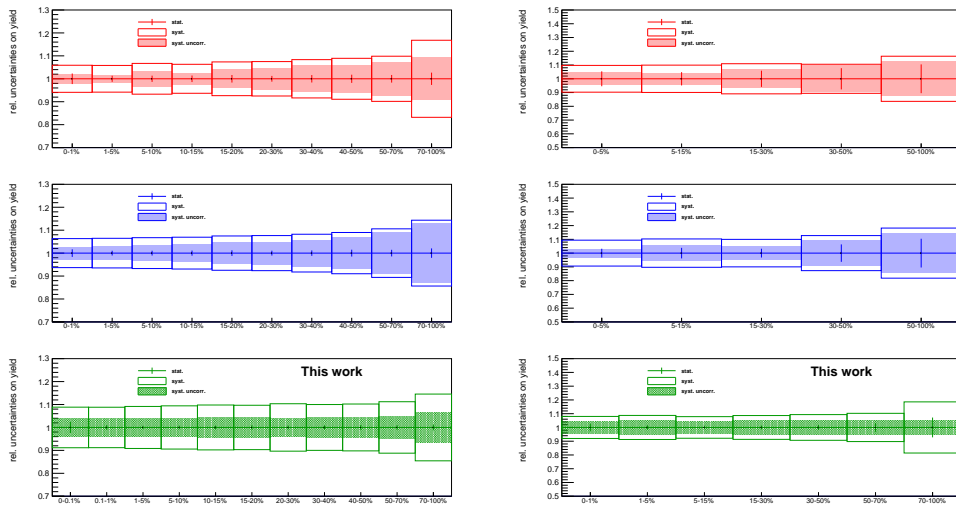 rel. uncertainties on yield
1.3
1.2
1.1
1
0.9
0.8
0.7
stat.
syst.
syst. uncorr.
0-1% 1-5% 5-10% 10-15% 15-20% 20-30% 30-40% 40-50% 50-70% 70-100%
rel. uncertainties on yield
1.5
1.4
1.3
1.2
1.1
1
0.9
0.8
0.7
0.6
0.5
stat.
syst.
syst. uncorr.
0-5% 5-15% 15-30% 30-50% 50-100%
rel. uncertainties on yield
1.3
1.2
1.1
1
0.9
0.8
0.7
stat.
syst.
syst. uncorr.
0-1% 1-5% 5-10% 10-15% 15-20% 20-30% 30-40% 40-50% 50-70% 70-100%
rel. uncertainties on yield
1.5
1.4
1.3
1.2
1.1
1
0.9
0.8
0.7
0.6
0.5
stat.
syst.
syst. uncorr.
0-5% 5-15% 15-30% 30-50% 50-100%
rel. uncertainties on yield
1.3
1.2
1.1
1
0.9
0.8
0.7
stat.
syst.
syst. uncorr.
This work
0-0.1% 0.1-1% 1-5% 5-10% 10-15% 15-20% 20-30% 30-40% 40-50% 50-70% 70-100%
rel. uncertainties on yield
1.5
1.4
1.3
1.2
1.1
1
0.9
0.8
0.7
0.6
0.5
stat.
syst.
syst. uncorr.
This work
0-1% 1-5% 5-15% 15-30% 30-50% 50-70% 70-100%